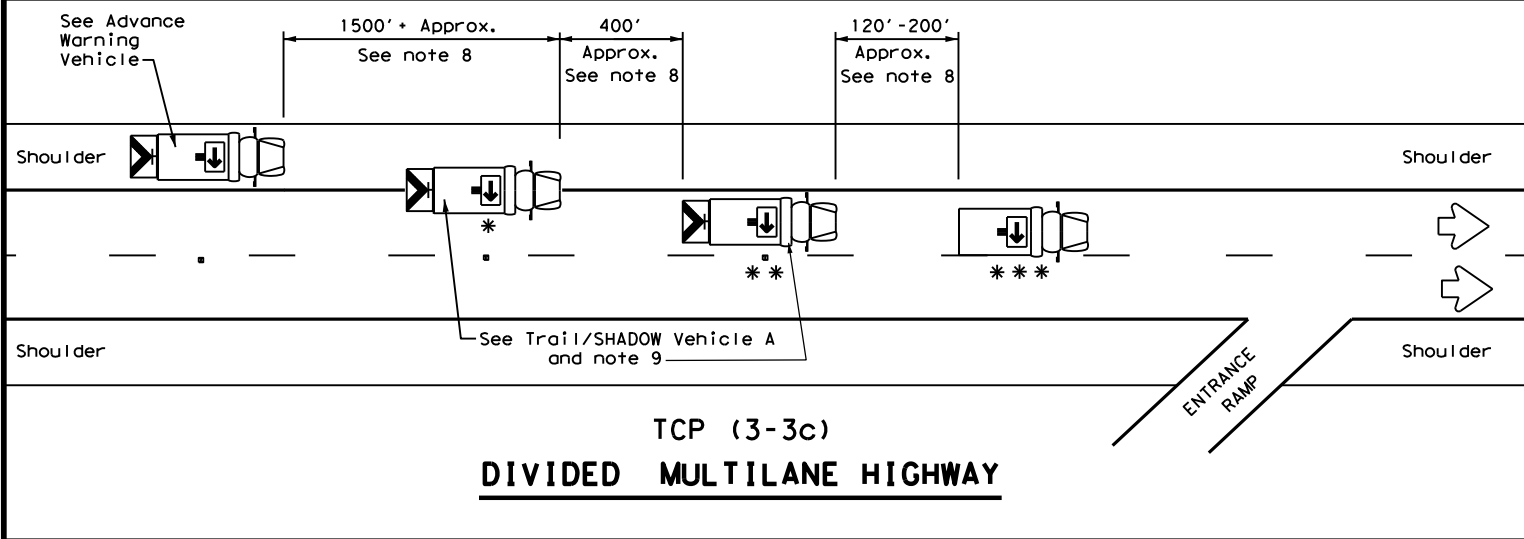 See Advance
Warning
Vehicle
1500'+ Approx.
See note 8
400'
Approx.
See note 8
120'-200'
Approx.
See note 8
Shoulder
Shoulder
*
* *
* * *
See Trail/SHADOW Vehicle A
and note 9
Shoulder
Shoulder
ENTRANCE
RAMP
TCP (3-3c)
DIVIDED MULTILANE HIGHWAY